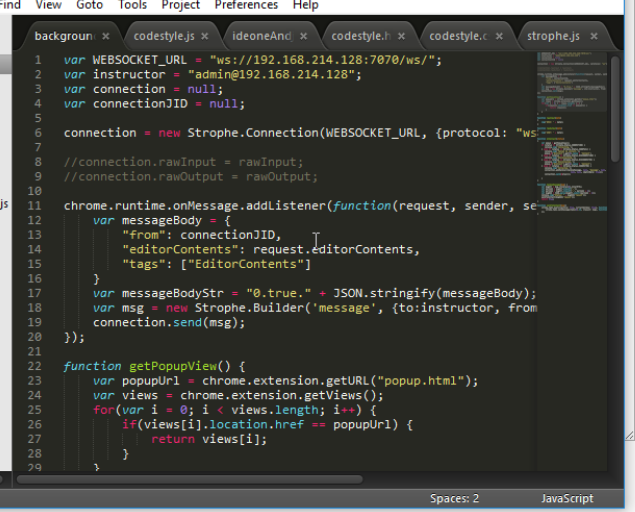 Find View Goto Tools Project Preferences Help
backgroun × codestyle.js × ideoneAnd × codestyle.h × codestyle.c × strophe.js ×
1 var WEBSOCKET_URL = "ws://192.168.214.128:7070/ws/";
2 var instructor = "admin@192.168.214.128";
3 var connection = null;
4 var connectionJID = null;
5
6 connection = new Strophe.Connection(WEBSOCKET_URL, {protocol: "ws
7
8 //connection.rawInput = rawInput;
9 //connection.rawOutput = rawOutput;
10
js
11 chrome.runtime.onMessage.addListener(function(request, sender, se
12 var messageBody = {
13 "from": connectionJID,
14 "editorContents": request.editorContents,
15 "tags": ["EditorContents"]
16 }
17 var messageBodyStr = "0.true." + JSON.stringify(messageBody);
18 var msg = new Strophe.Builder('message', {to:instructor, from
19 connection.send(msg);
20 });
21
22 function getPopupView() {
23 var popupUrl = chrome.extension.getURL("popup.html");
24 var views = chrome.extension.getViews();
25 for(var i = 0; i < views.length; i++) {
26 if(views[i].location.href == popupUrl) {
27 return views[i];
28 }
29 }
Spaces: 2 JavaScript